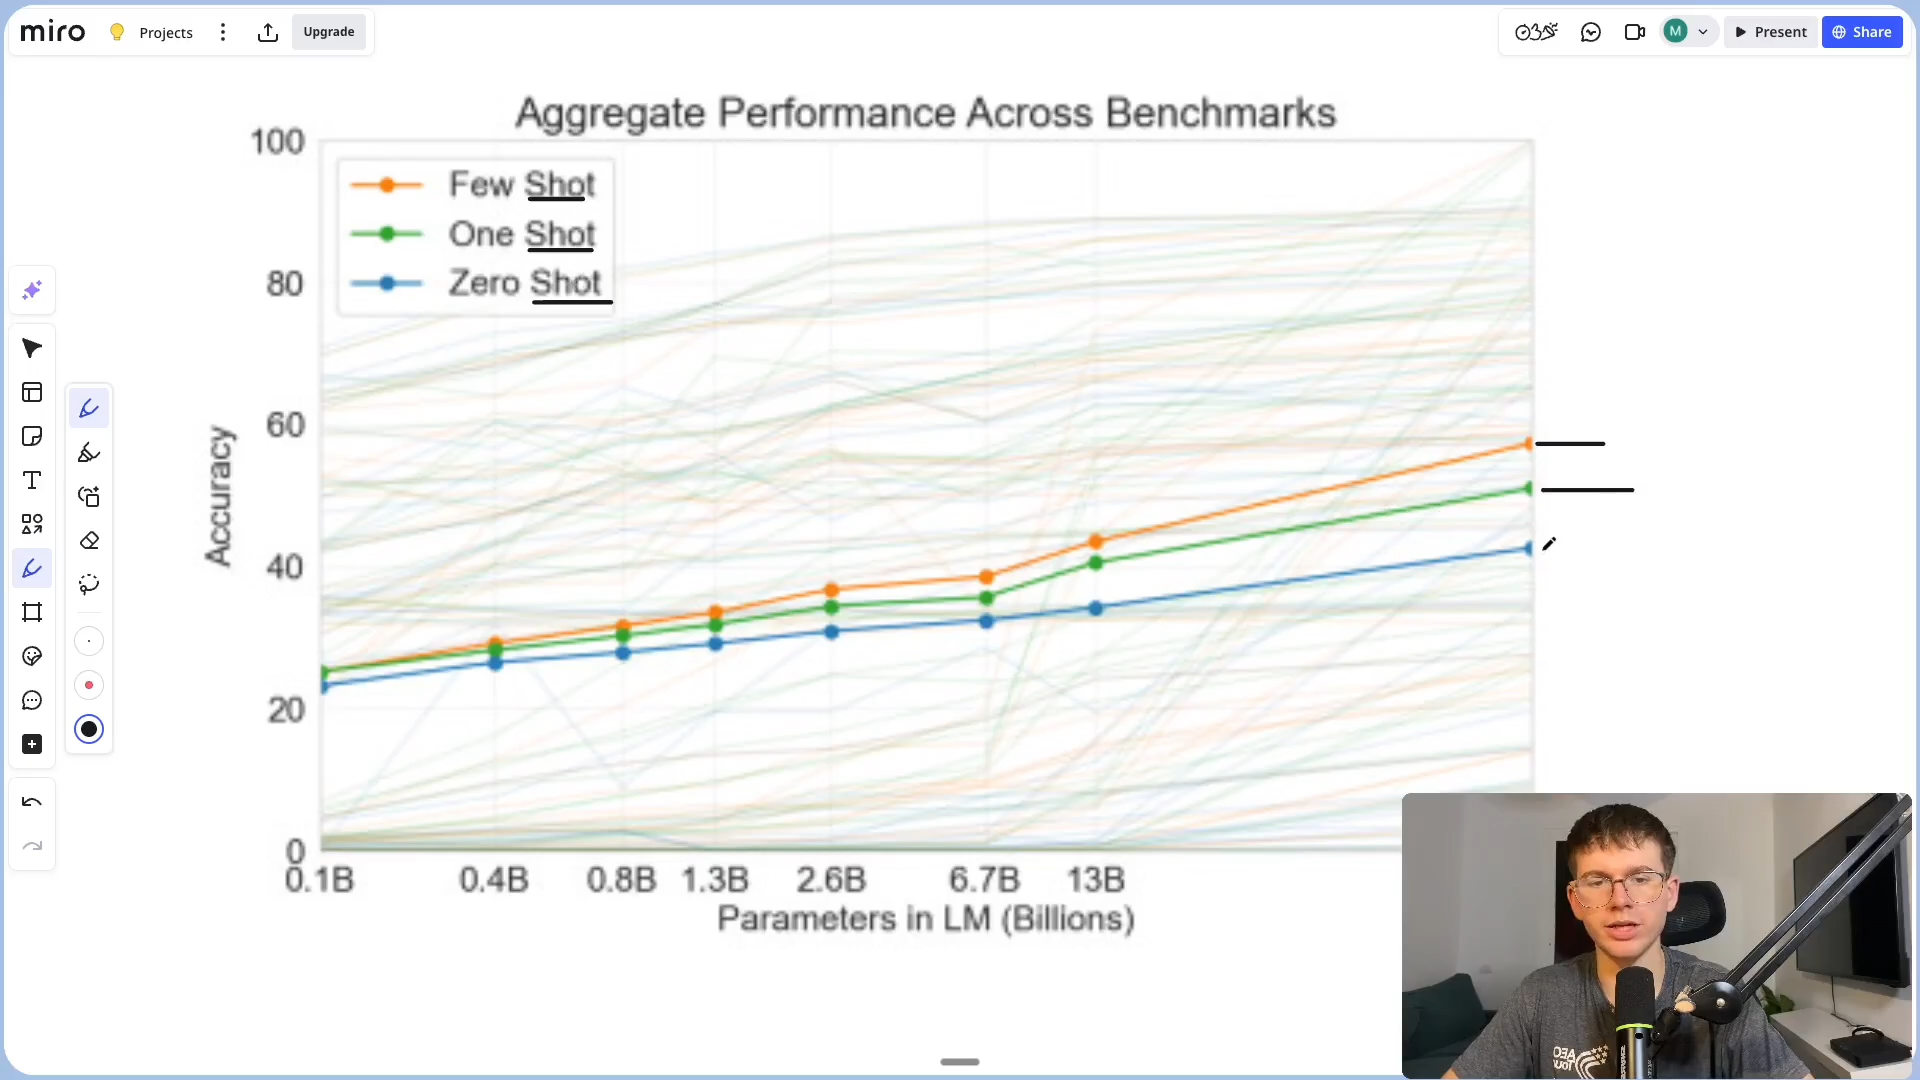 miro
Projects
Upgrade
M
Present
Share
Aggregate Performance Across Benchmarks
100
80
60
40
20
0
Few Shot
One Shot
Zero Shot
Accuracy
0.1B 0.4B 0.8B 1.3B 2.6B 6.7B 13B
Parameters in LM (Billions)